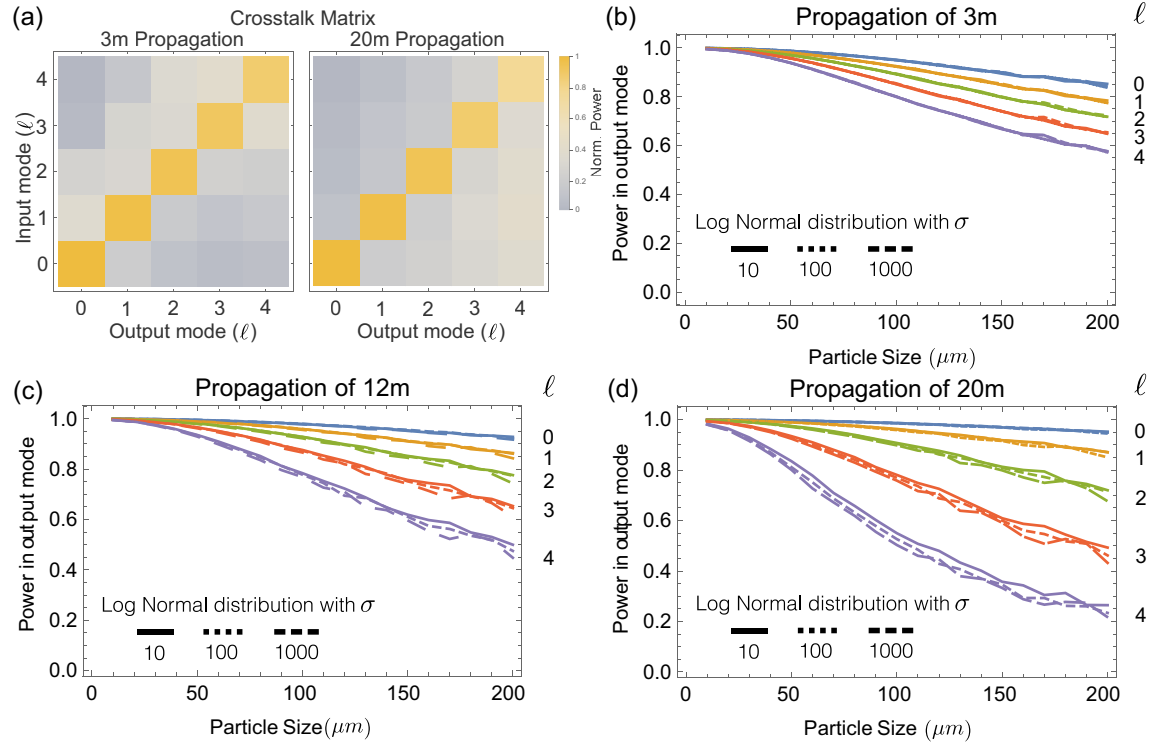 (a)
Crosstalk Matrix
3m Propagation
20m Propagation
Input mode (ℓ)
4
3
2
1
0
0 1 2 3 4
0 1 2 3 4
Output mode (ℓ)
Output mode (ℓ)
1
0.8
0.6
0.4
0.2
0
Norm. Power
(b)
Propagation of 3m
ℓ
Power in output mode
1.0
0.8
0.6
0.4
0.2
0.0
0
1
2
3
4
Log Normal distribution with σ
10 100 1000
0 50 100 150 200
Particle Size (μm)
(c)
Propagation of 12m
ℓ
Power in output mode
1.0
0.8
0.6
0.4
0.2
0.0
0
1
2
3
4
Log Normal distribution with σ
10 100 1000
0 50 100 150 200
Particle Size(μm)
(d)
Propagation of 20m
ℓ
Power in output mode
1.0
0.8
0.6
0.4
0.2
0.0
0
1
2
3
4
Log Normal distribution with σ
10 100 1000
0 50 100 150 200
Particle Size (μm)